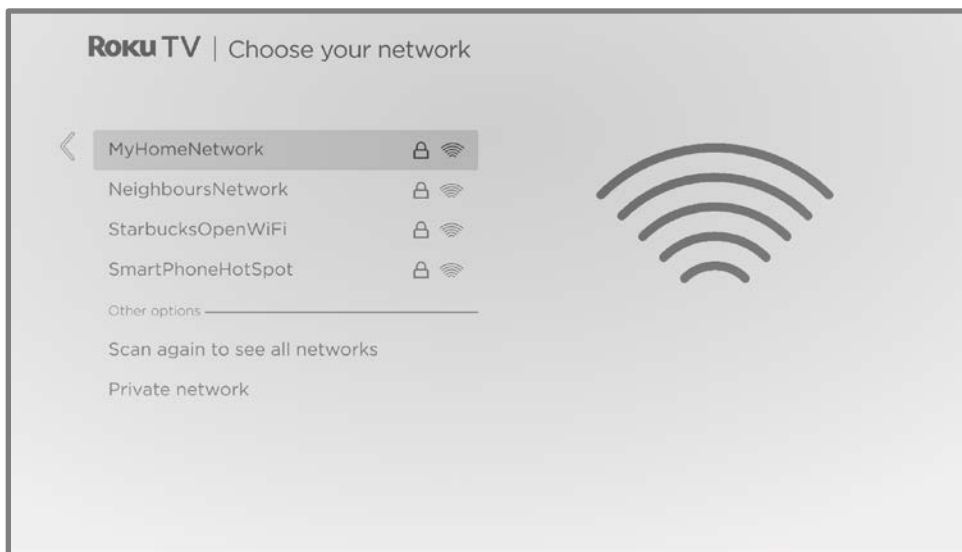 Roku TV | Choose your network
MyHomeNetwork
NeighboursNetwork
StarbucksOpenWiFi
SmartPhoneHotSpot
Other options
Scan again to see all networks
Private network